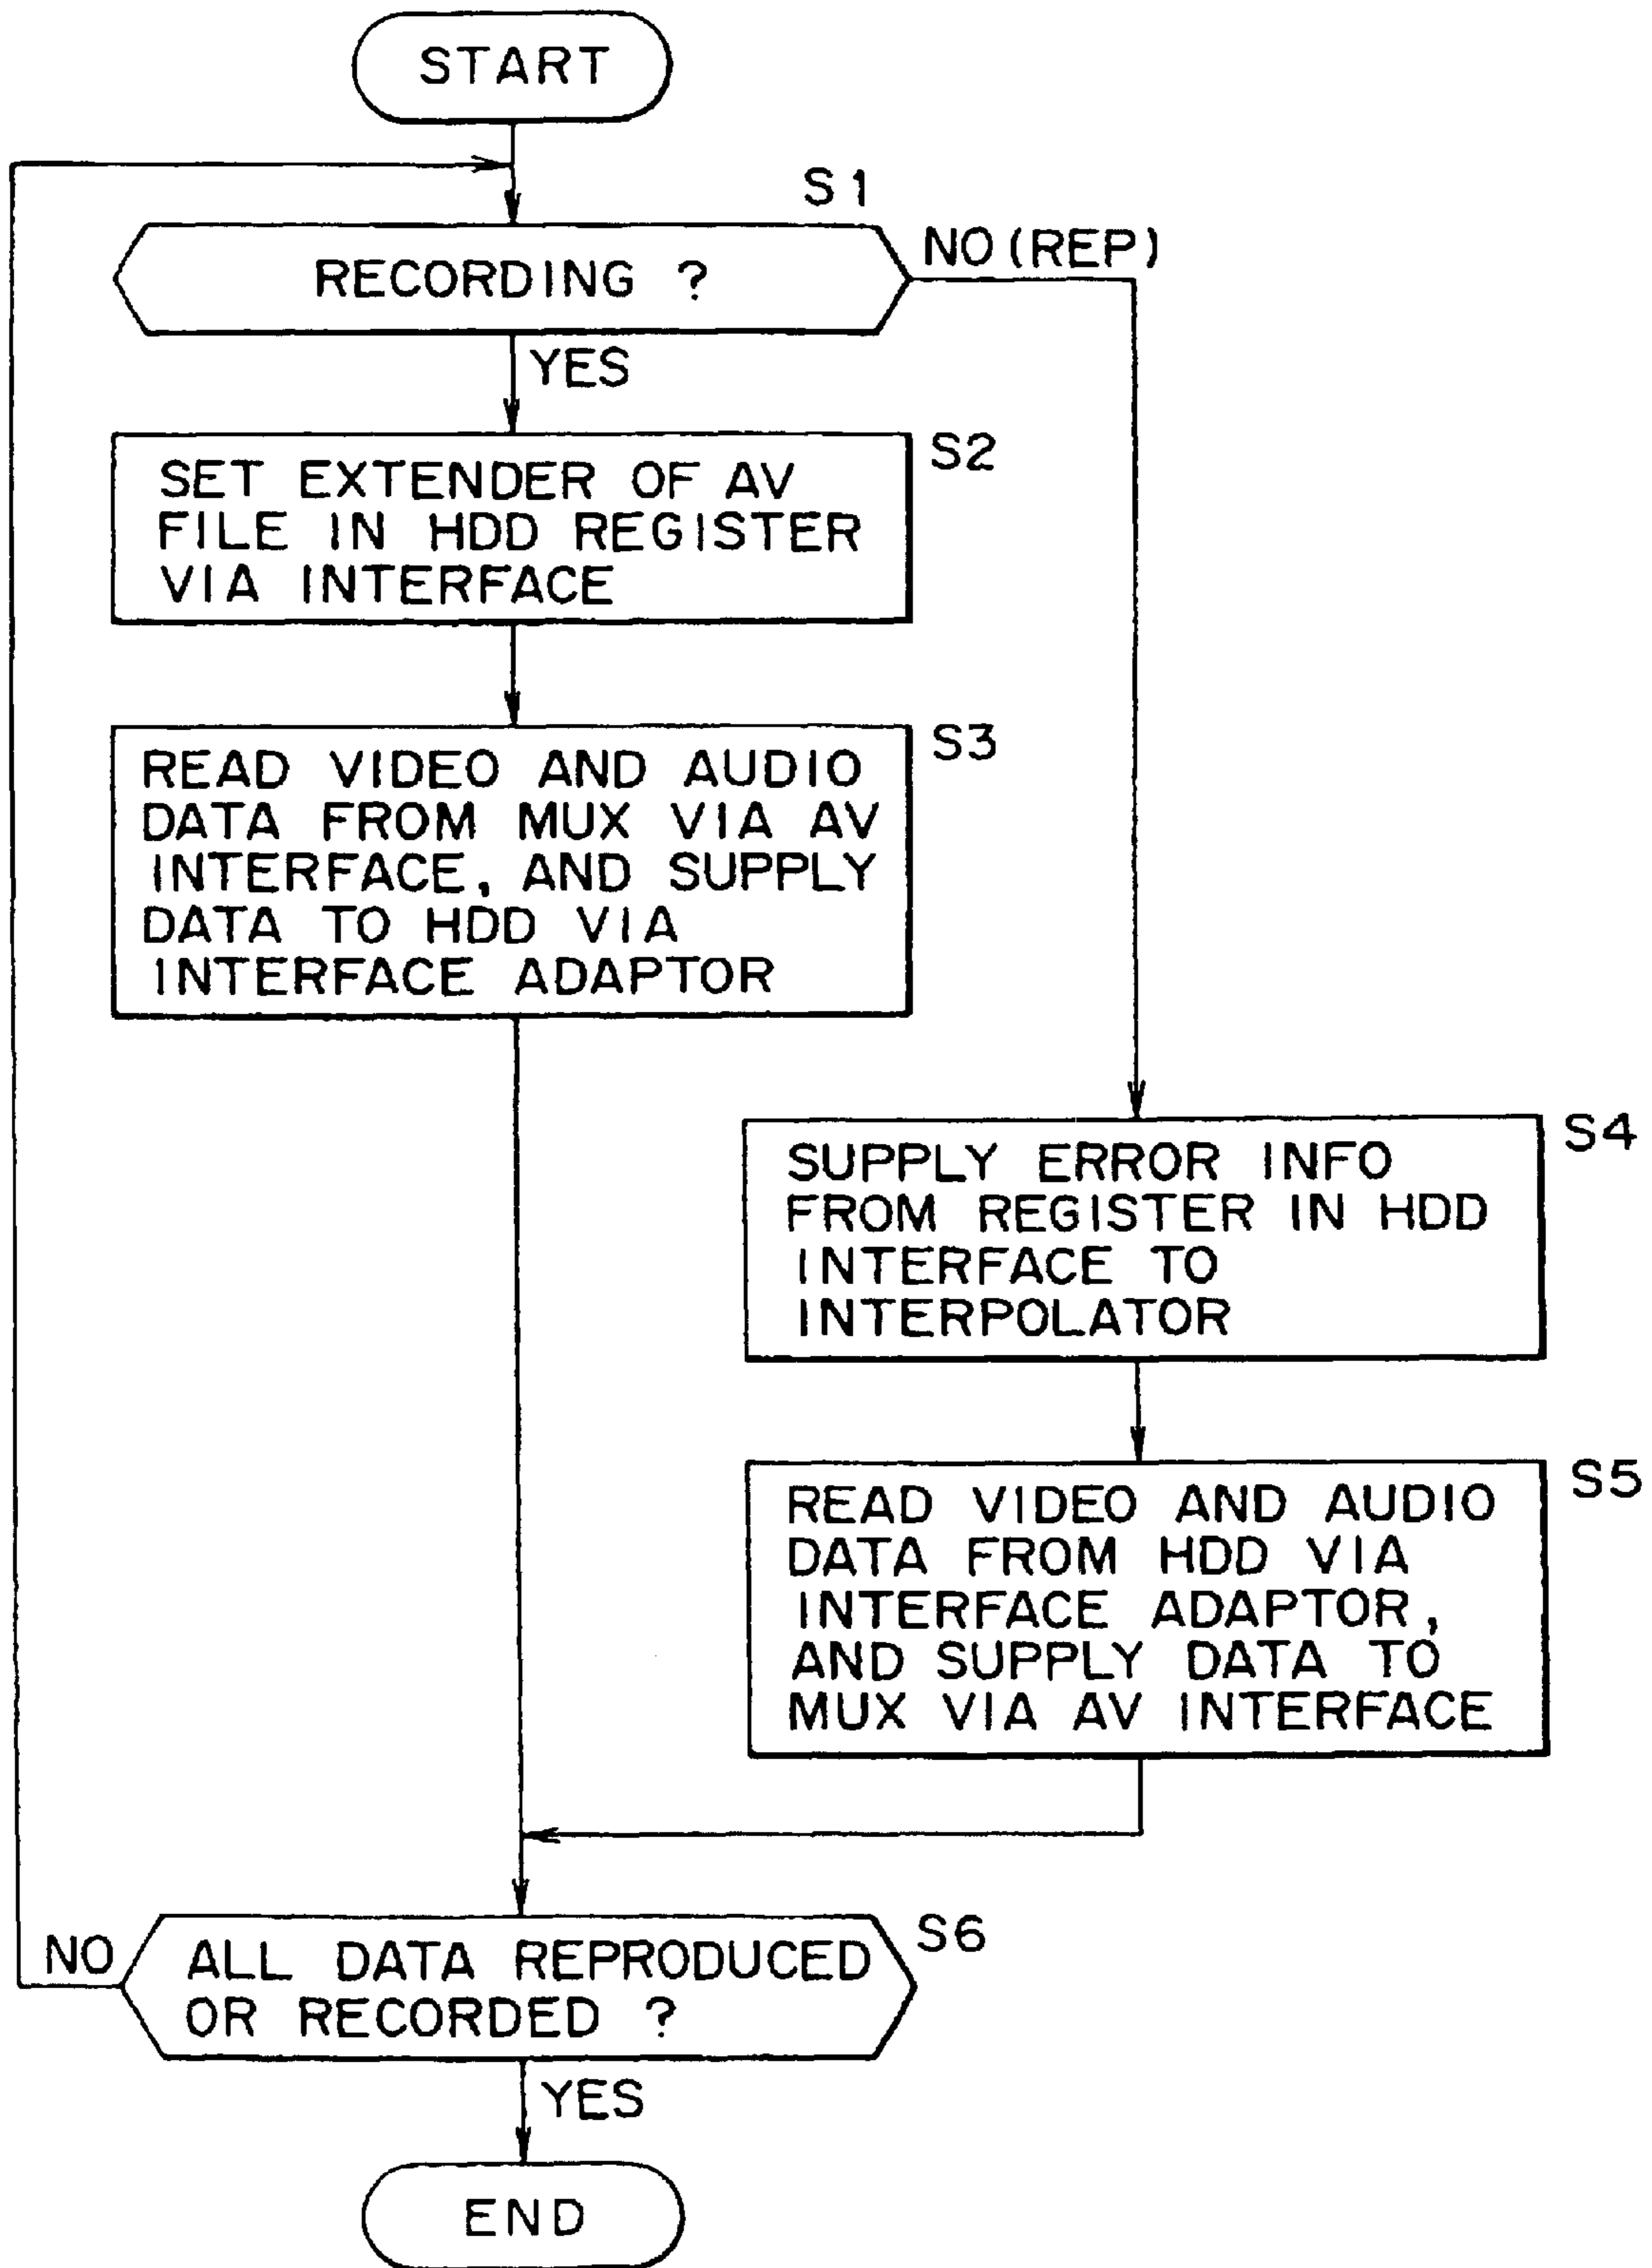 START
S1
RECORDING ?
NO (REP)
YES
S2
SET EXTENDER OF AV
FILE IN HDD REGISTER
VIA INTERFACE
S3
READ VIDEO AND AUDIO
DATA FROM MUX VIA AV
INTERFACE, AND SUPPLY
DATA TO HDD VIA
INTERFACE ADAPTOR
S4
SUPPLY ERROR INFO
FROM REGISTER IN HDD
INTERFACE TO
INTERPOLATOR
S5
READ VIDEO AND AUDIO
DATA FROM HDD VIA
INTERFACE ADAPTOR,
AND SUPPLY DATA TO
MUX VIA AV INTERFACE
S6
NO
ALL DATA REPRODUCED
OR RECORDED ?
YES
END